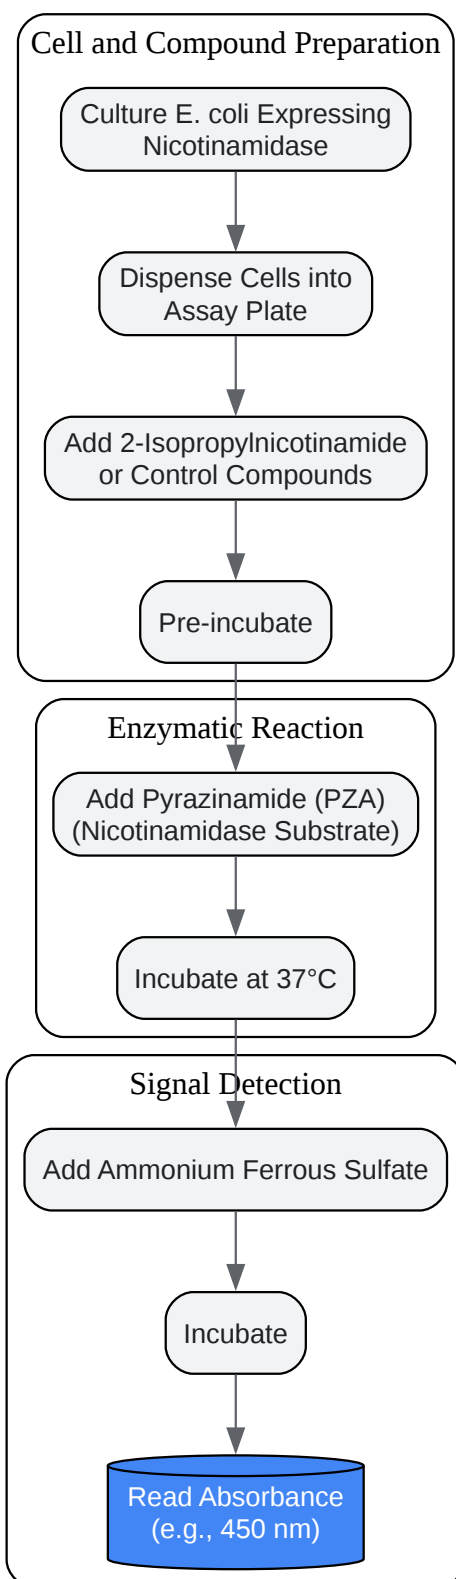 Cell and Compound Preparation
Culture E. coli Expressing
Nicotinamidase
Dispense Cells into
Assay Plate
Add 2-Isopropylnicotinamide
or Control Compounds
Pre-incubate
Enzymatic Reaction
Add Pyrazinamide (PZA)
(Nicotinamidase Substrate)
Incubate at 37°C
Signal Detection
Add Ammonium Ferrous Sulfate
Incubate
Read Absorbance
(e.g., 450 nm)